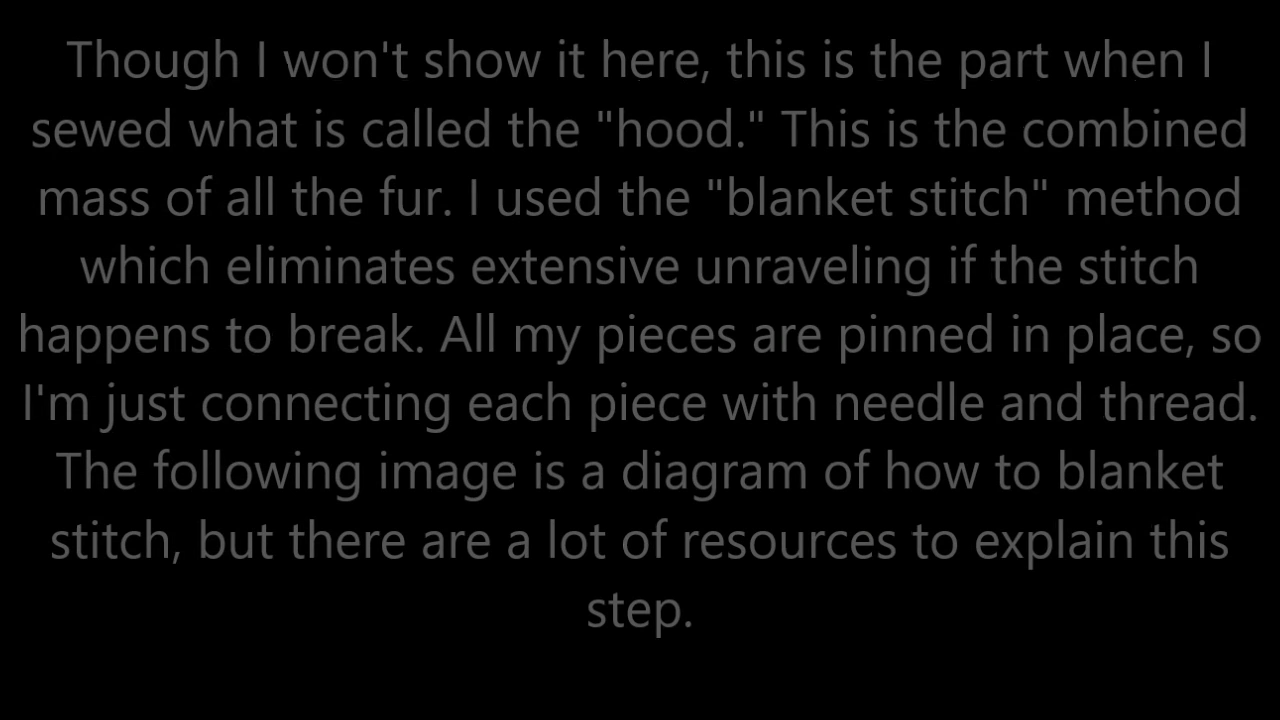 Though I won't show it here, this is the part when I
sewed what is called the "hood." This is the combined
mass of all the fur. I used the "blanket stitch" method
which eliminates extensive unraveling if the stitch
happens to break. All my pieces are pinned in place, so
I'm just connecting each piece with needle and thread.
The following image is a diagram of how to blanket
stitch, but there are a lot of resources to explain this
step.